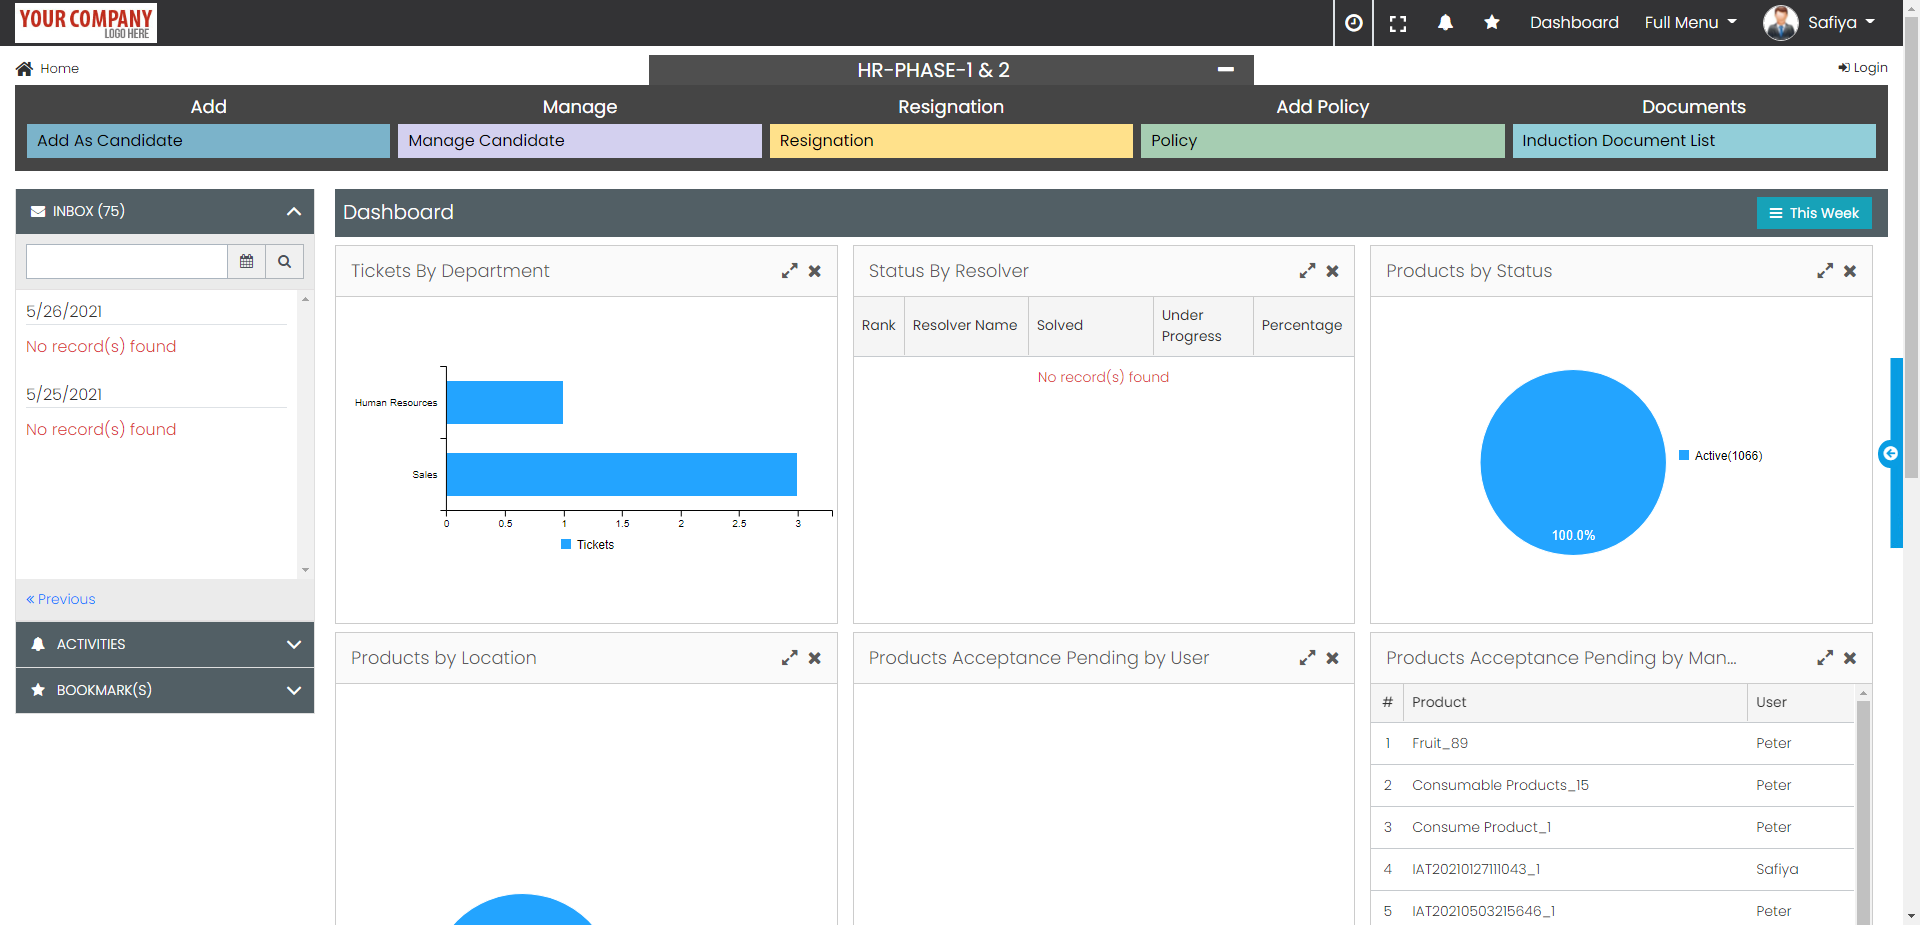 YOUR COMPANY
LOGO HERE
Dashboard
Full Menu
Safiya
Home
HR-PHASE-1 & 2
Login
Add
Manage
Resignation
Add Policy
Documents
Add As Candidate
Manage Candidate
Resignation
Policy
Induction Document List
INBOX (75)
5/26/2021
No record(s) found
5/25/2021
No record(s) found
« Previous
ACTIVITIES
BOOKMARK(S)
Dashboard
This Week
Tickets By Department
Human Resources
Sales
0 0.5 1 1.5 2 2.5 3
Tickets
Status By Resolver
Rank Resolver Name Solved Under Progress Percentage
No record(s) found
Products by Status
Active(1066)
100.0%
Products by Location
Products Acceptance Pending by User
Products Acceptance Pending by Man...
# Product User
1 Fruit_89 Peter
2 Consumable Products_15 Peter
3 Consume Product_1 Peter
4 IAT20210127111043_1 Safiya
5 IAT20210503215646_1 Peter